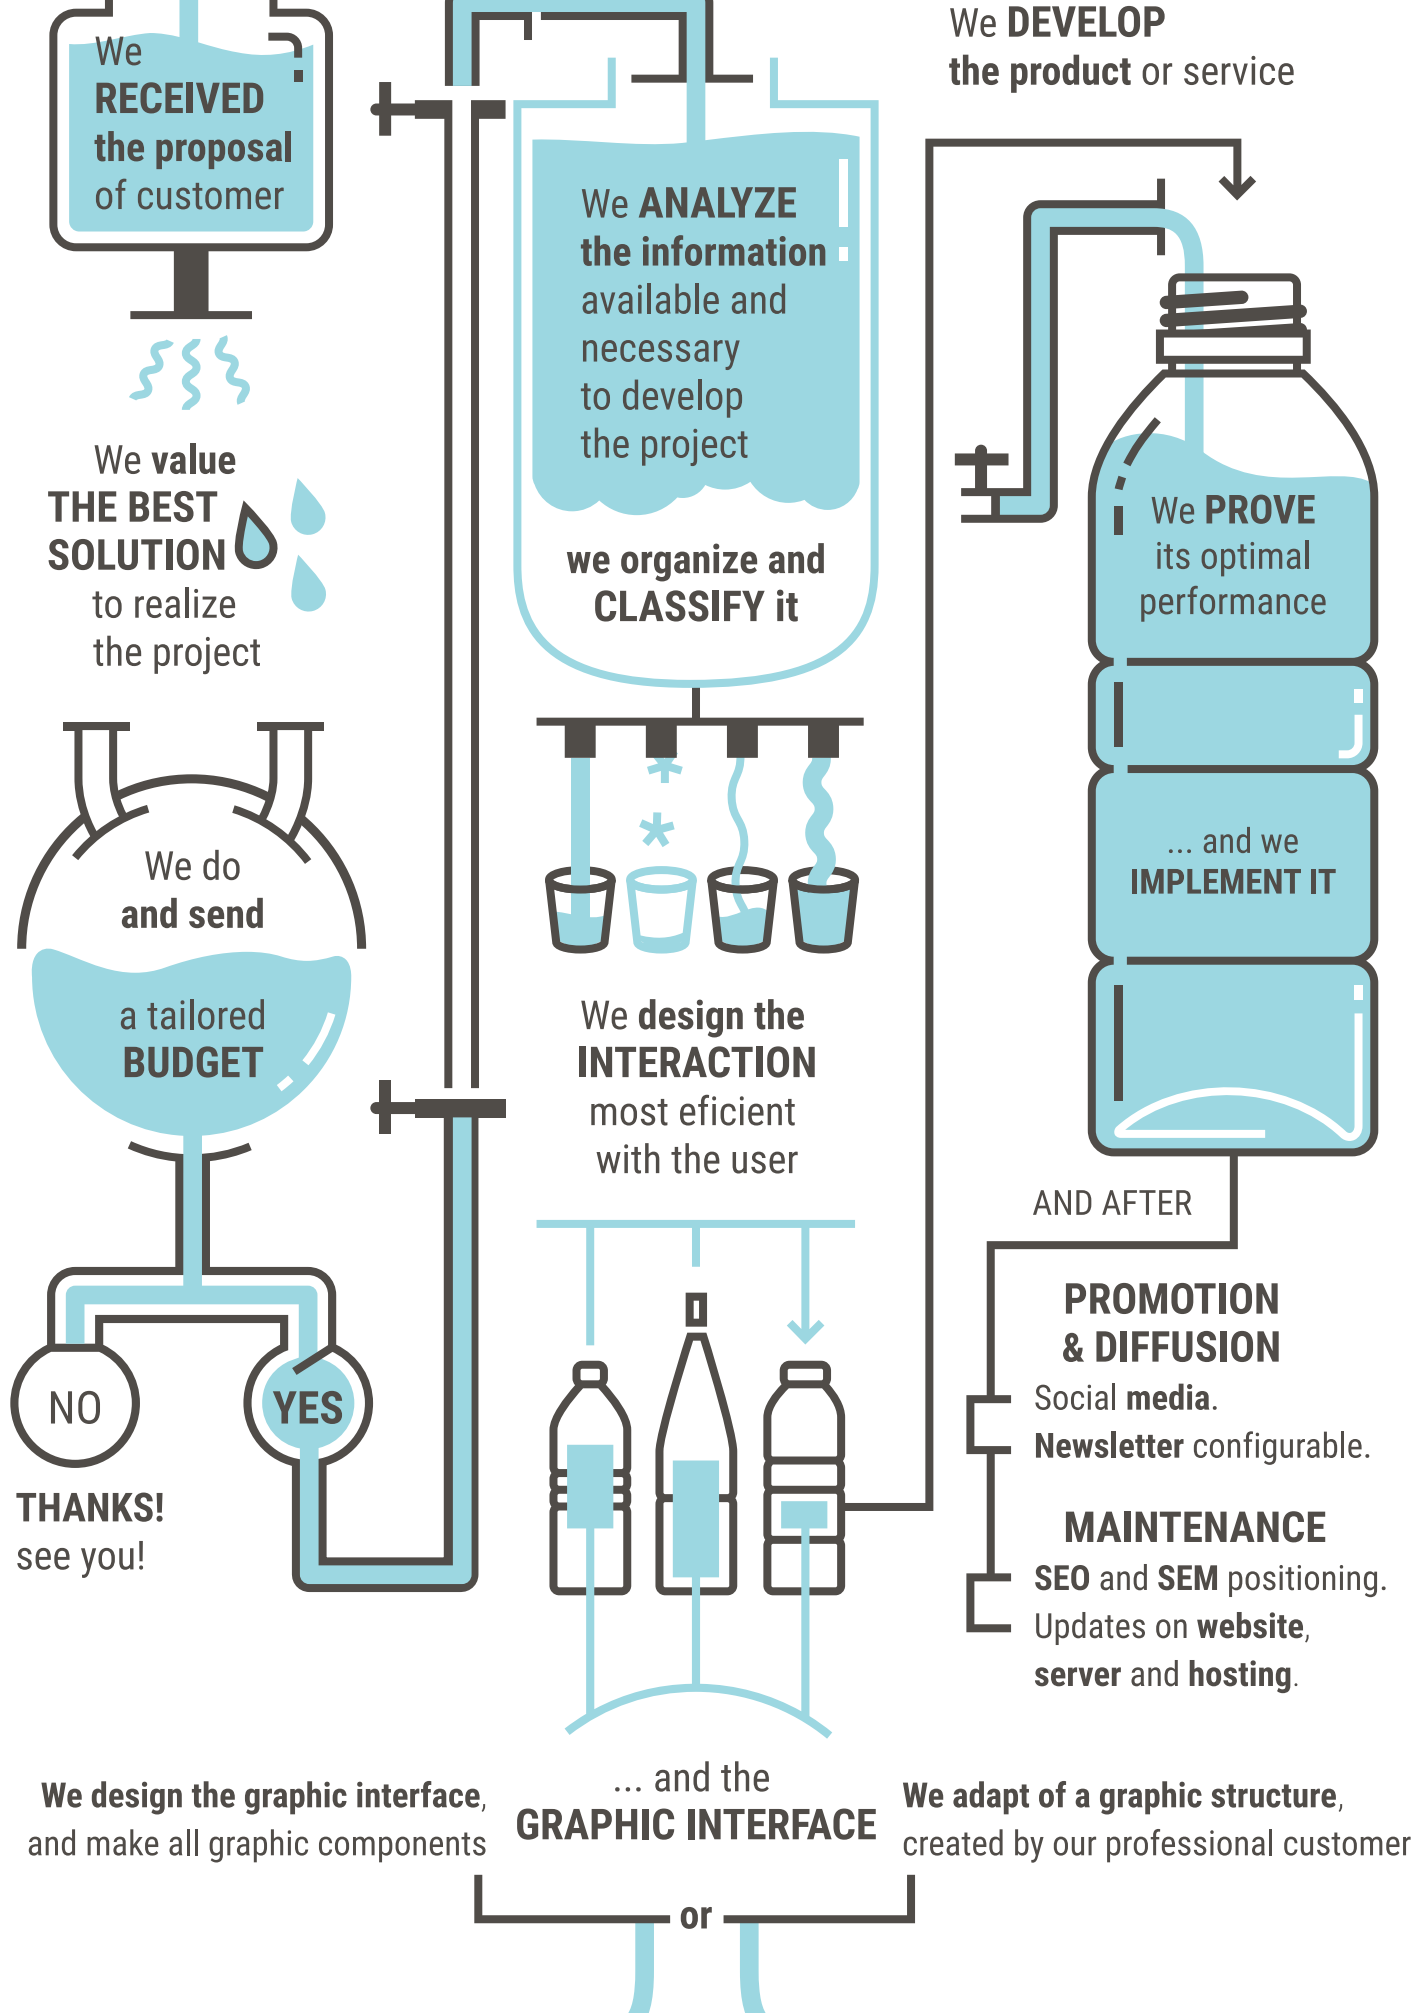 We
RECEIVED
the proposal
of customer
We value
THE BEST
SOLUTION
to realize
the project
We do
and send
a tailored
BUDGET
NO
YES
THANKS!
see you!
We ANALYZE
the information
available and
necessary
to develop
the project
we organize and
CLASSIFY it
We design the
INTERACTION
most eficient
with the user
... and the
GRAPHIC INTERFACE
We design the graphic interface,
and make all graphic components
or
We adapt of a graphic structure,
created by our professional customer
We DEVELOP
the product or service
We PROVE
its optimal
performance
... and we
IMPLEMENT IT
AND AFTER
PROMOTION
& DIFFUSION
Social media.
Newsletter configurable.
MAINTENANCE
SEO and SEM positioning.
Updates on website,
server and hosting.